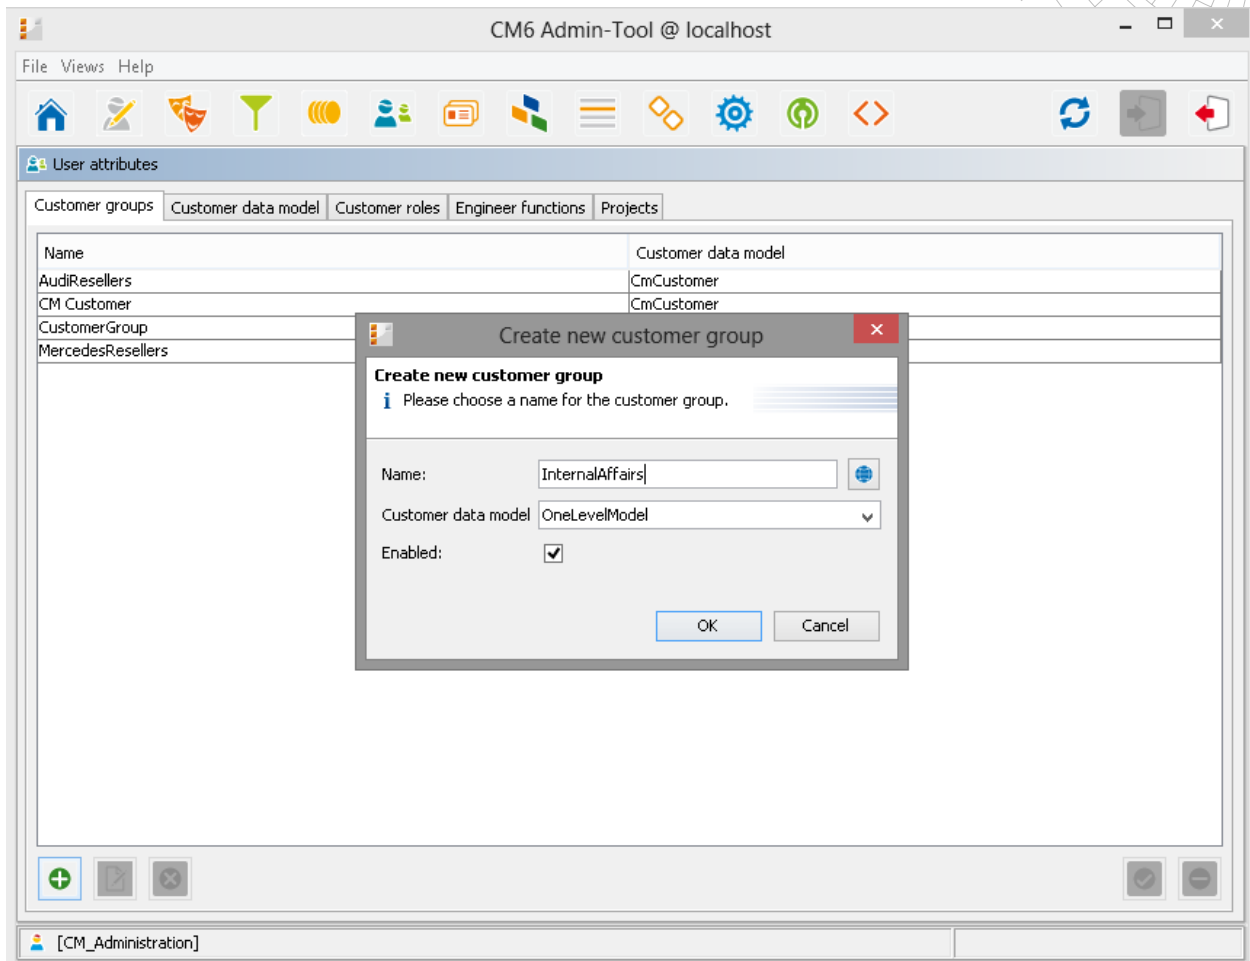 CM6 Admin-Tool @ localhost
File Views Help
User attributes
Customer groups Customer data model Customer roles Engineer functions Projects
Name Customer data model
AudiResellers CmCustomer
CM Customer CmCustomer
CustomerGroup
MercedesResellers
Create new customer group
Create new customer group
Please choose a name for the customer group.
Name: InternalAffairs
Customer data model OneLevelModel
Enabled:
OK Cancel
[CM_Administration]